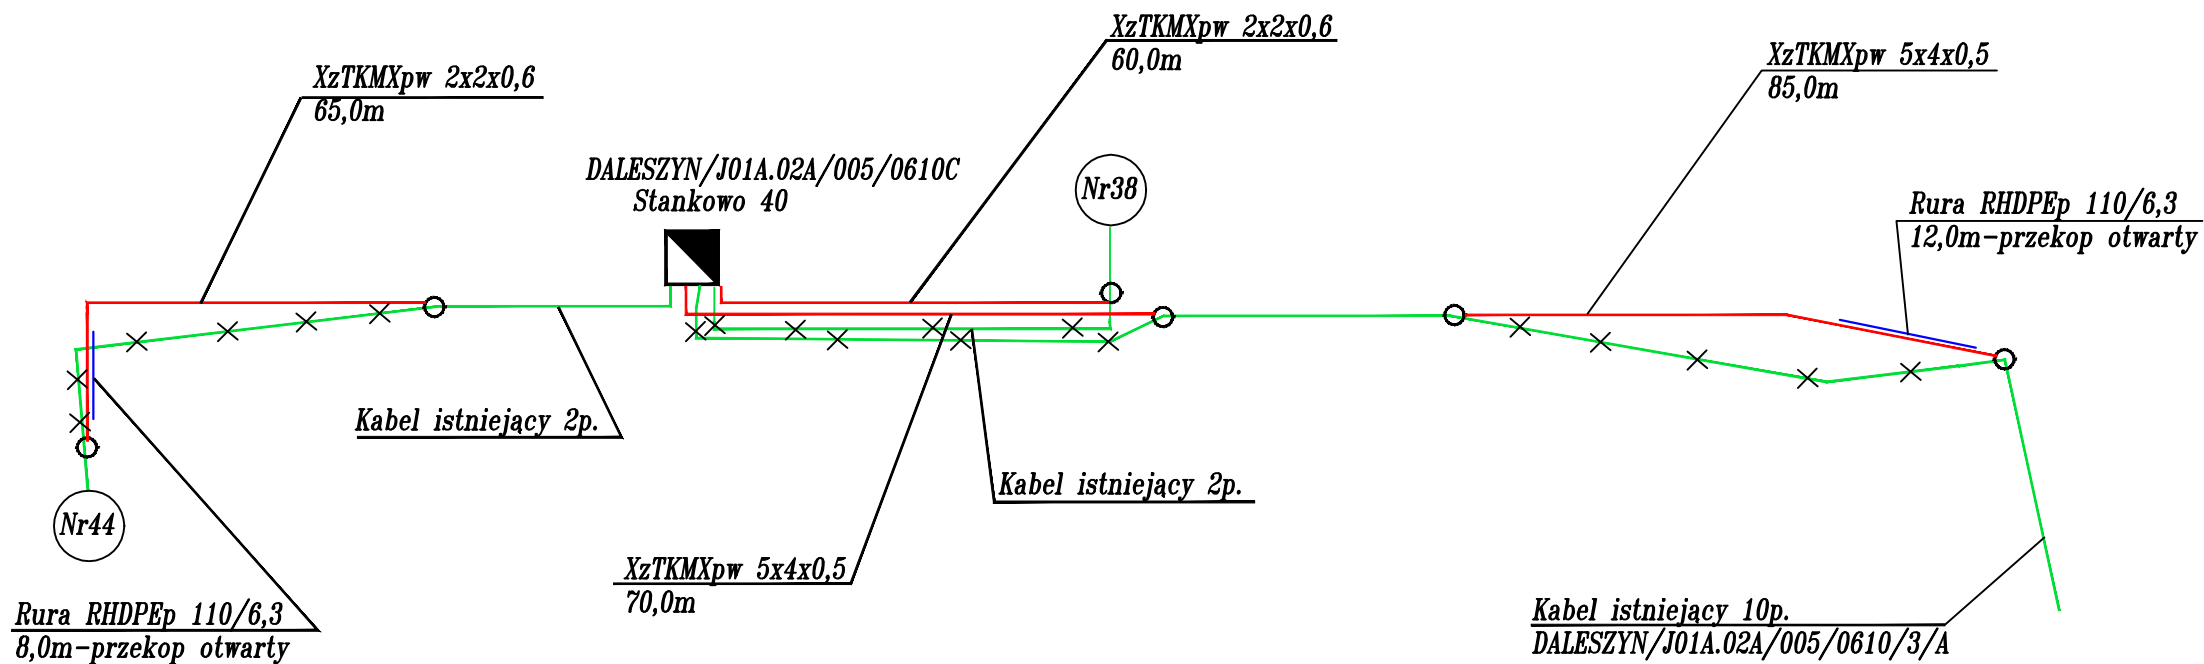 XzTKMXpw 2x2x0,6
60,0m
XzTKMXpw 5x4x0,5
85,0m
XzTKMXpw 2x2x0,6
65,0m
DALESZYN/J01A.02A/005/0610C
Stankowo 40
Nr38
Rura RHDPEp 110/6,3
12,0m-przekop otwarty
Kabel istniejący 2p.
Kabel istniejący 2p.
Nr44
XzTKMXpw 5x4x0,5
70,0m
Rura RHDPEp 110/6,3
8,0m-przekop otwarty
Kabel istniejący 10p.
DALESZYN/J01A.02A/005/0610/3/A